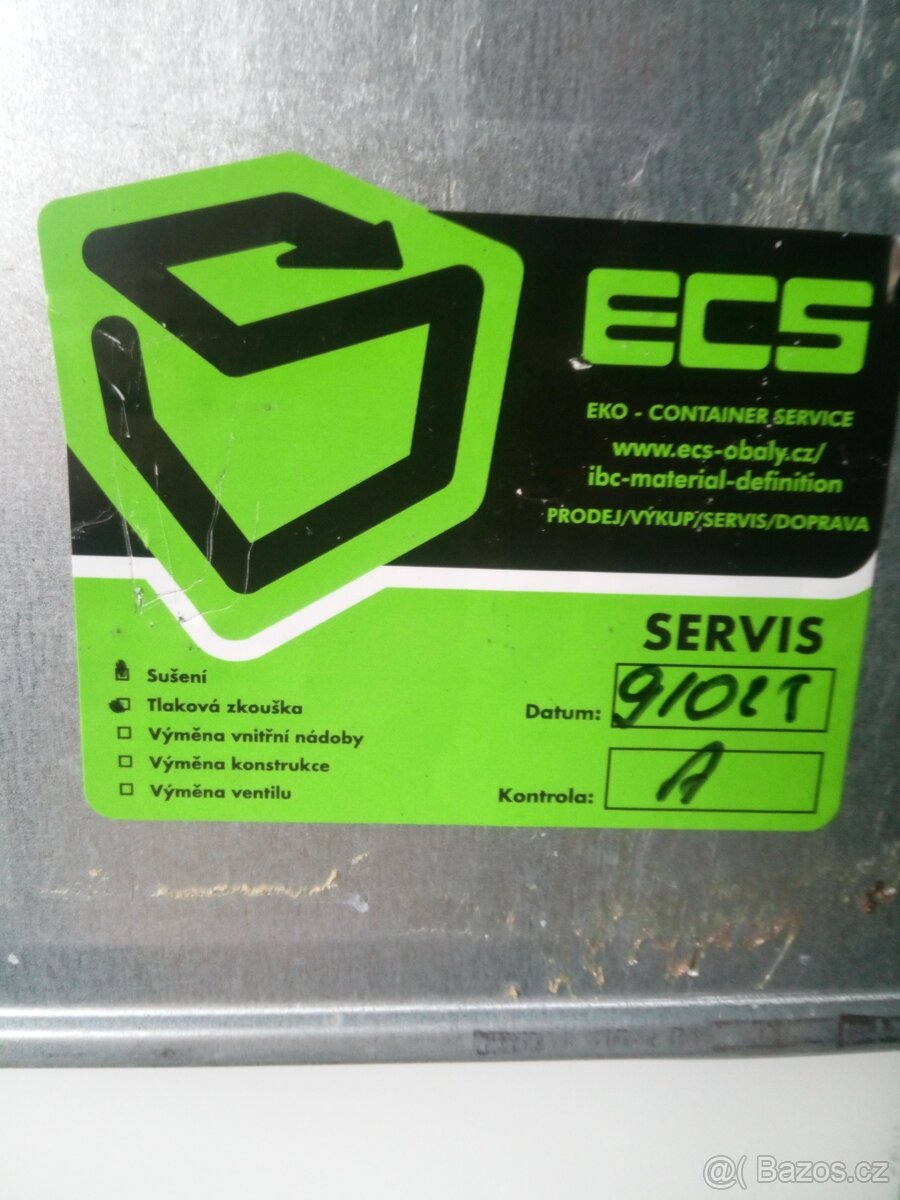 ECS
EKO - CONTAINER SERVICE
www.ecs-obaly.cz/
ibc-material-definition
PRODEJ/VÝKUP/SERVIS/DOPRAVA
SERVIS
Sušení
Tlaková zkouška
Výměna vnitřní nádoby
Výměna konstrukce
Výměna ventilu
Datum:
Kontrola: A
@( Bazos.cz